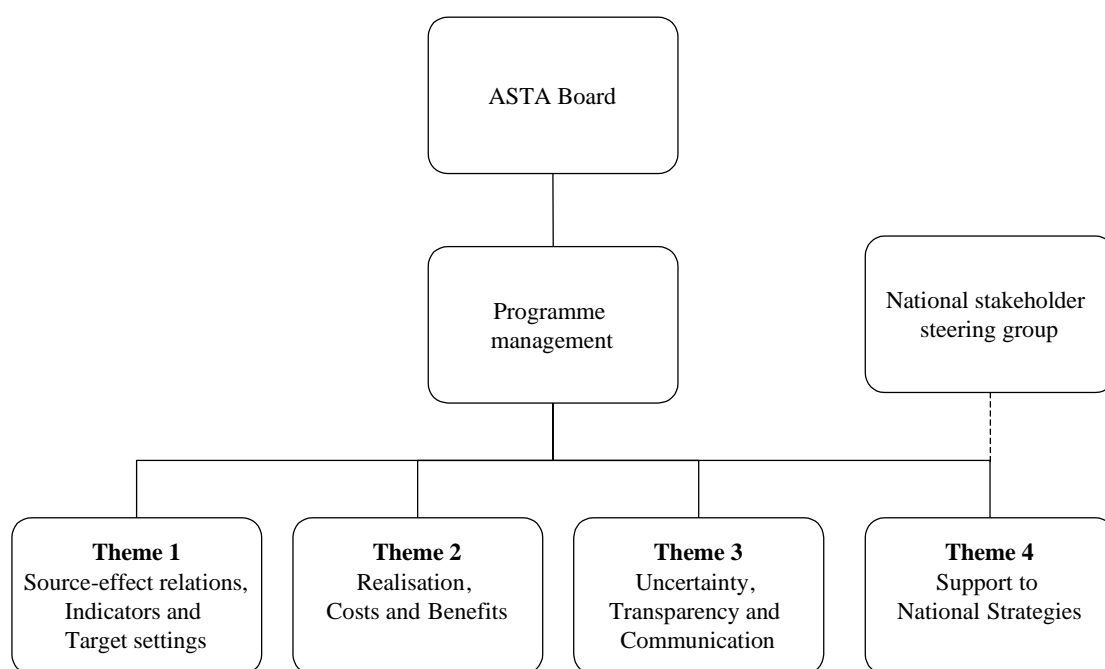 ASTA Board
Programme
management
National stakeholder
steering group
Theme 1
Source-effect relations,
Indicators and
Target settings
Theme 2
Realisation,
Costs and Benefits
Theme 3
Uncertainty,
Transparency and
Communication
Theme 4
Support to
National Strategies